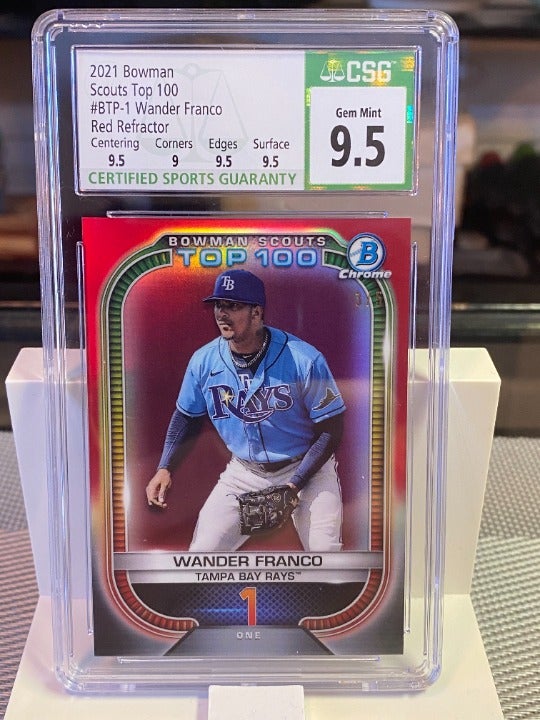 2021 Bowman
Scouts Top 100
#BTP-1 Wander Franco
Red Refractor
Centering Corners Edges Surface
9.5 9 9.5 9.5
CERTIFIED SPORTS GUARANTY
CSG™
Gem Mint
9.5
BOWMAN SCOUTS
TOP 100
B
Chrome
TB
RAYS
WANDER FRANCO
TAMPA BAY RAYS™
1
ONE